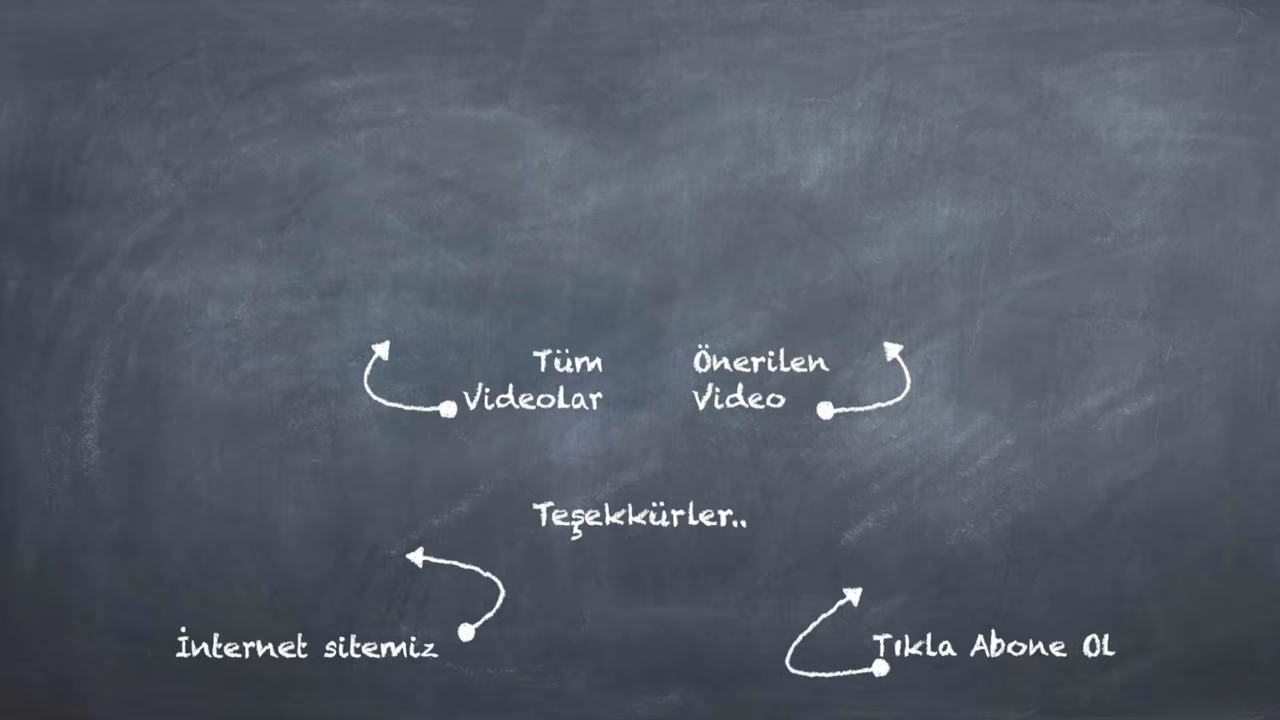 Tüm
Videolar
Önerilen
Video
Teşekkürler..
İnternet sitemiz
Tıkla Abone Ol